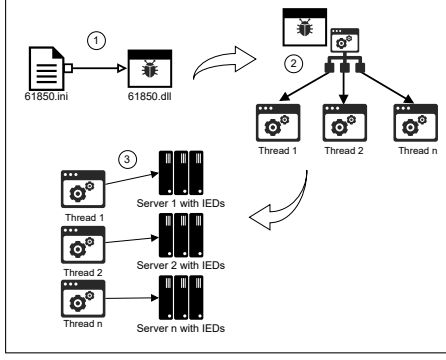 1
61850.ini
61850.dll
2
Thread 1
Thread 2
Thread n
3
Thread 1
Server 1 with IEDs
Thread 2
Server 2 with IEDs
Thread n
Server n with IEDs